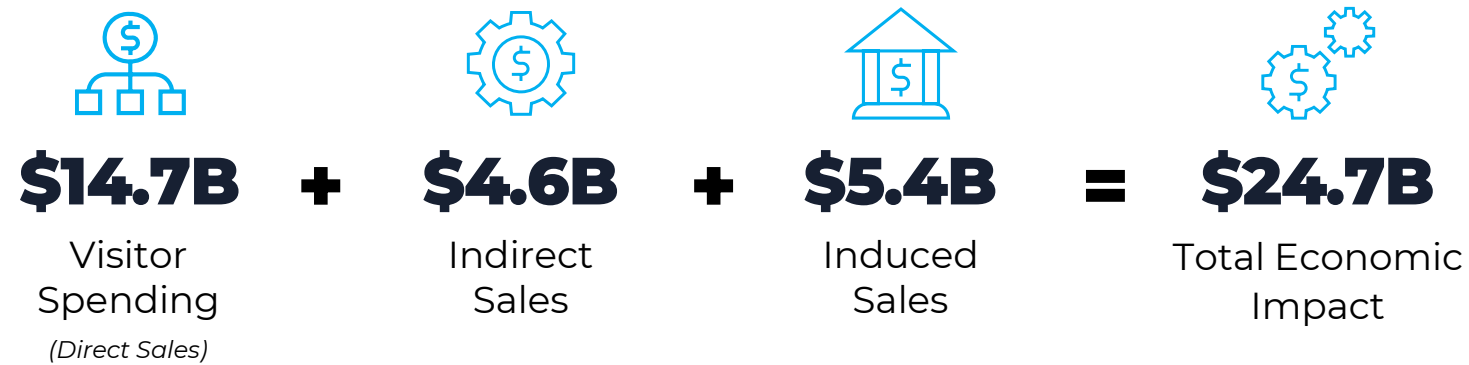 $14.7B + $4.6B + $5.4B = $24.7B
Visitor Spending
(Direct Sales)
Indirect Sales
Induced Sales
Total Economic Impact